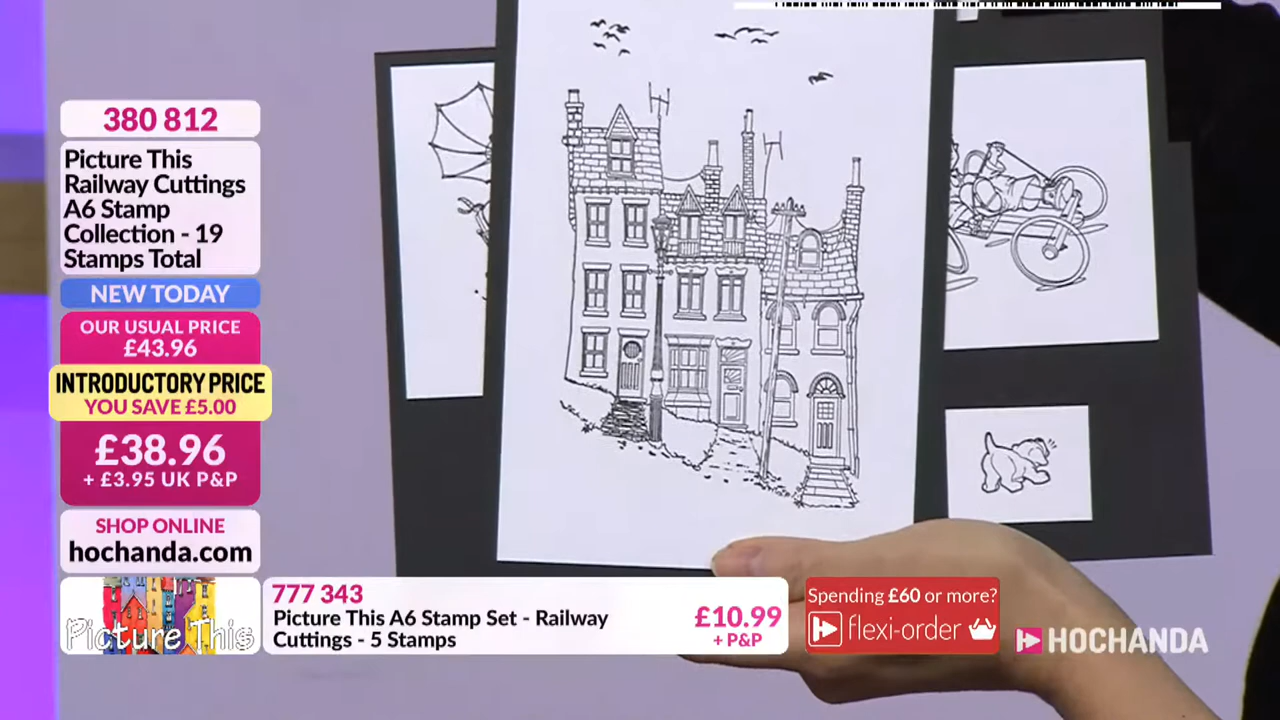 380 812
Picture This
Railway Cuttings
A6 Stamp
Collection - 19
Stamps Total
NEW TODAY
OUR USUAL PRICE
£43.96
INTRODUCTORY PRICE
YOU SAVE £5.00
£38.96
+ £3.95 UK P&P
SHOP ONLINE
hochanda.com
Picture This
777 343
Picture This A6 Stamp Set - Railway
Cuttings - 5 Stamps
£10.99
+ P&P
Spending £60 or more?
flexi-order
HOCHANDA